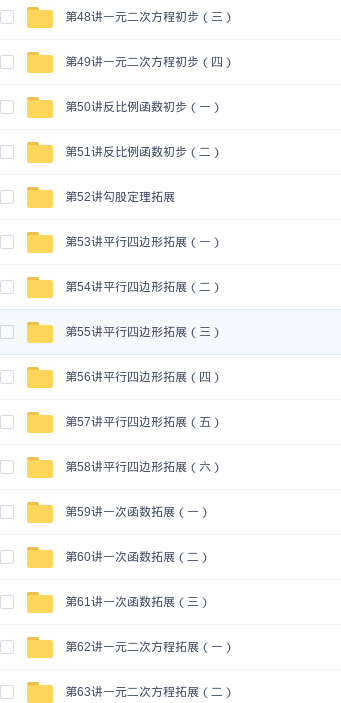 第48讲一元二次方程初步（三）
第49讲一元二次方程初步（四）
第50讲反比例函数初步（一）
第51讲反比例函数初步（二）
第52讲勾股定理拓展
第53讲平行四边形拓展（一）
第54讲平行四边形拓展（二）
第55讲平行四边形拓展（三）
第56讲平行四边形拓展（四）
第57讲平行四边形拓展（五）
第58讲平行四边形拓展（六）
第59讲一次函数拓展（一）
第60讲一次函数拓展（二）
第61讲一次函数拓展（三）
第62讲一元二次方程拓展（一）
第63讲一元二次方程拓展（二）